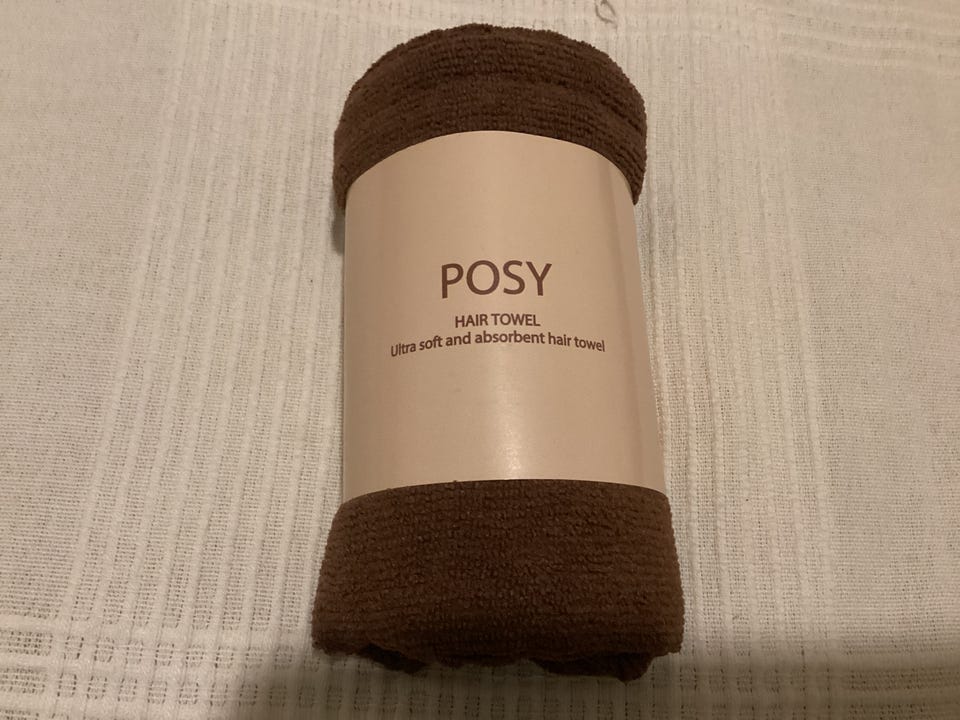 POSY
HAIR TOWEL
Ultra soft and absorbent hair towel